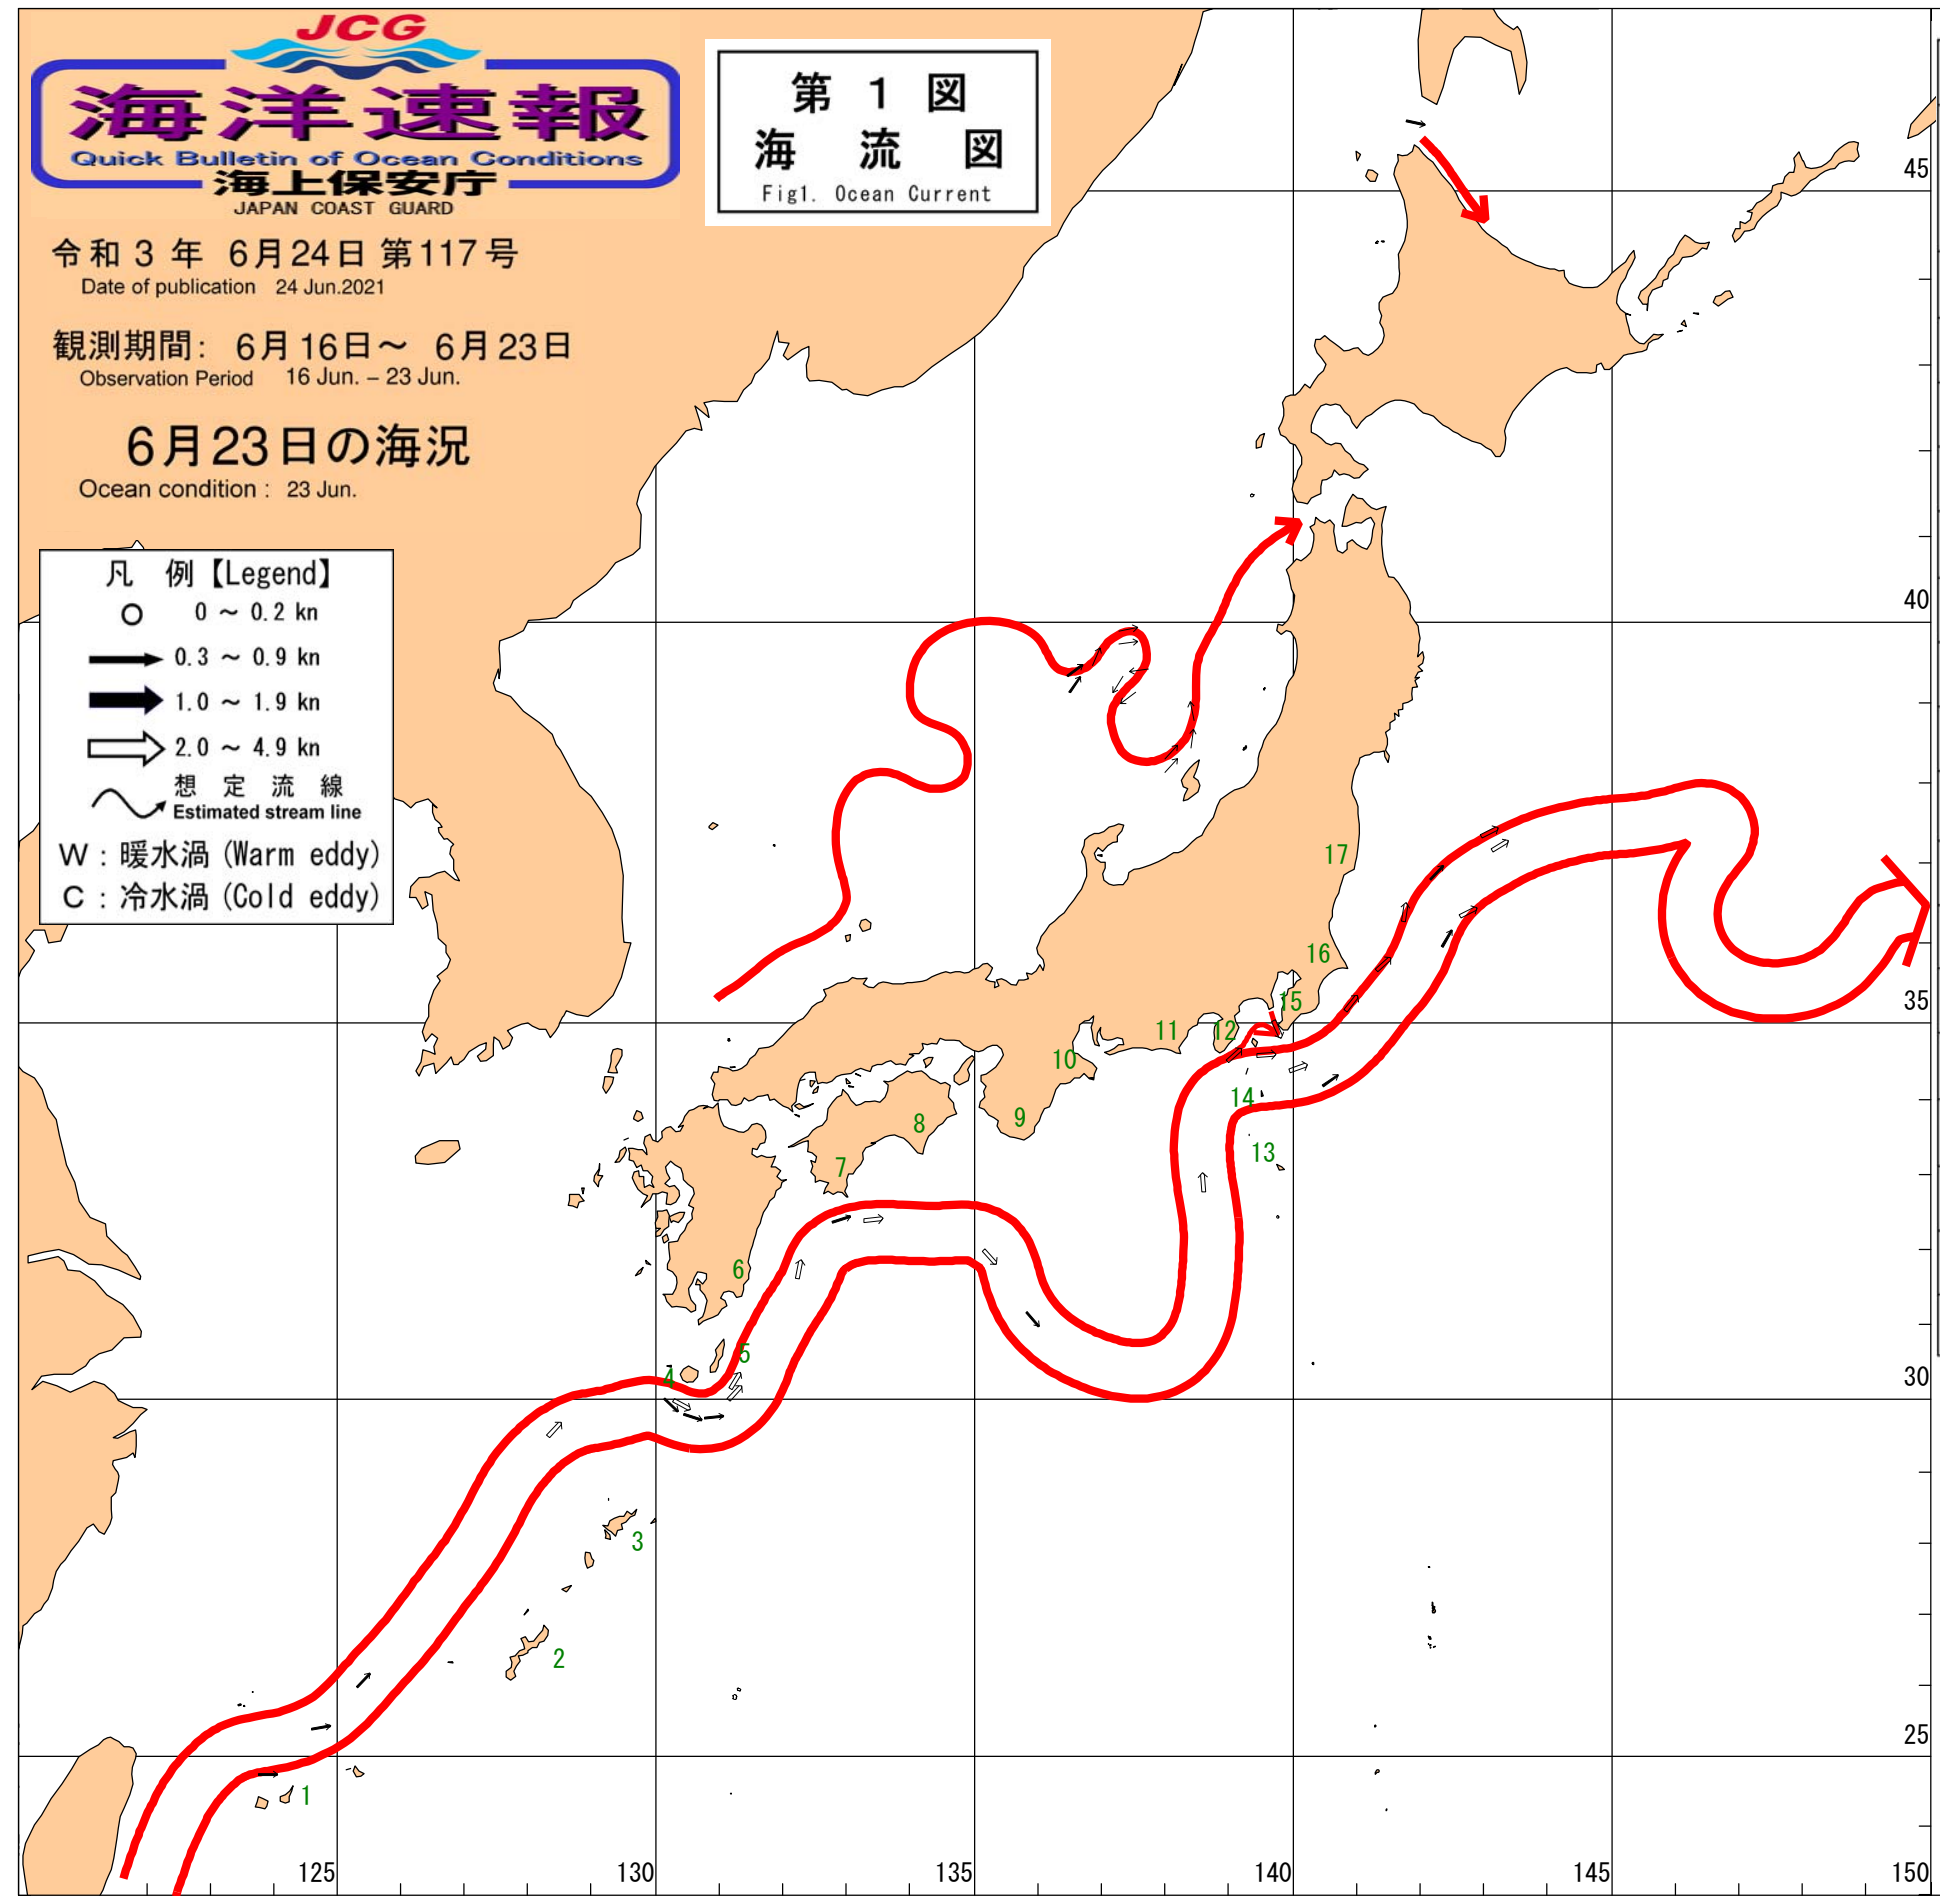 JCG
海洋速報
Quick Bulletin of Ocean Conditions
海上保安庁
JAPAN COAST GUARD
令和 3 年 6月24日 第117号
Date of publication 24 Jun.2021
観測期間: 6月16日～ 6月23日
Observation Period 16 Jun. – 23 Jun.
6月23日の海況
Ocean condition : 23 Jun.
第 1 図
海 流 図
Fig1. Ocean Current
凡 例【Legend】
0 ～ 0.2 kn
0.3 ～ 0.9 kn
1.0 ～ 1.9 kn
2.0 ～ 4.9 kn
想 定 流 線
Estimated stream line
W : 暖水渦 (Warm eddy)
C : 冷水渦 (Cold eddy)
45
40
17
16
35
15
12
11
10
14
9
8
13
7
6
5
4
30
3
2
25
1
125
130
135
140
145
150